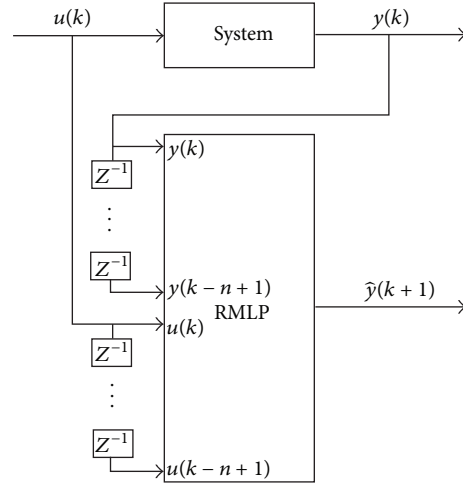 u(k)
System
y(k)
y(k)
Z⁻¹
⋮
Z⁻¹
y(k − n + 1)
RMLP
ŷ(k + 1)
u(k)
Z⁻¹
⋮
Z⁻¹
u(k − n + 1)